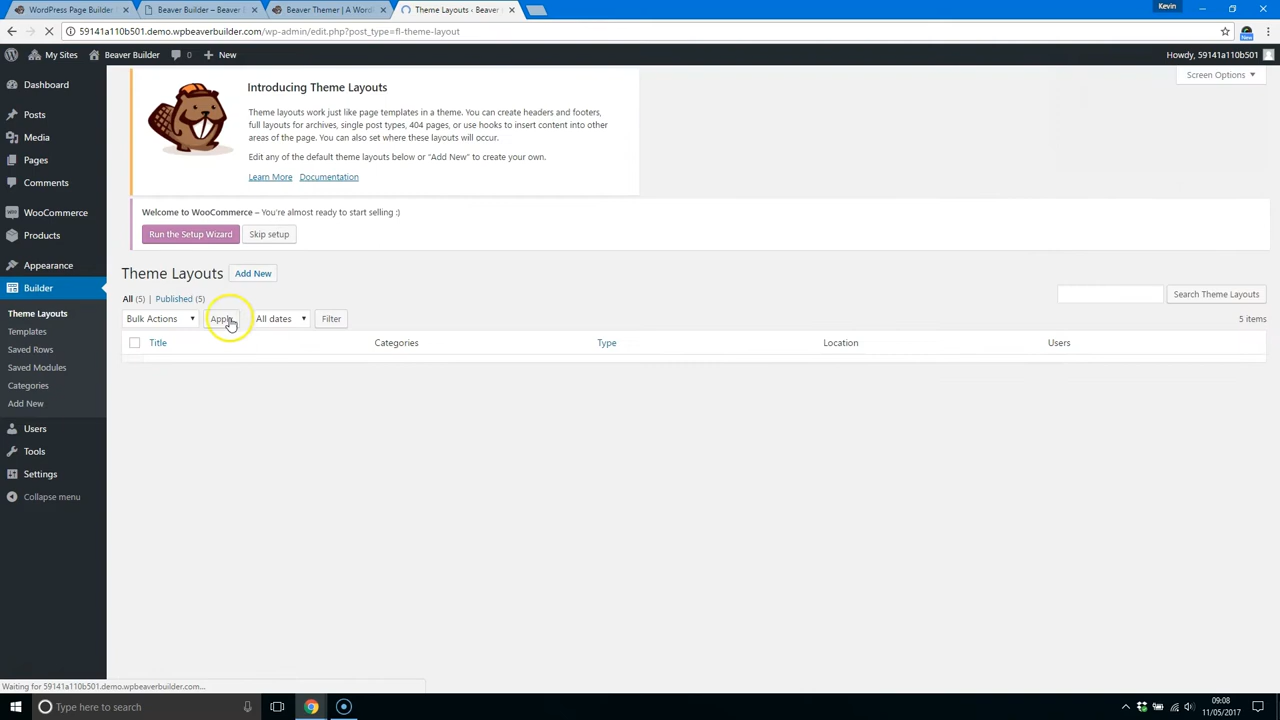 WordPress Page Builder
Beaver Builder – Beaver
Beaver Themer | A Word
Theme Layouts ‹ Beaver
Kevin
59141a110b501.demo.wpbeaverbuilder.com/wp-admin/edit.php?post_type=fl-theme-layout
New
My Sites
Beaver Builder
0
New
Howdy, 59141a110b501
Screen Options
Dashboard
Posts
Media
Pages
Comments
WooCommerce
Products
Appearance
Builder
Theme Layouts
Templates
Saved Rows
Saved Modules
Categories
Add New
Users
Tools
Settings
Collapse menu
Introducing Theme Layouts
Theme layouts work just like page templates in a theme. You can create headers and footers,
full layouts for archives, single post types, 404 pages, or use hooks to insert content into other
areas of the page. You can also set where these layouts will occur.
Edit any of the default theme layouts below or "Add New" to create your own.
Learn More Documentation
Welcome to WooCommerce – You're almost ready to start selling :)
Run the Setup Wizard Skip setup
Theme Layouts Add New
All (5) | Published (5)
Search Theme Layouts
Bulk Actions Apply All dates Filter
5 items
Title Categories Type Location Users
Waiting for 59141a110b501.demo.wpbeaverbuilder.com...
Type here to search
09:08
11/05/2017